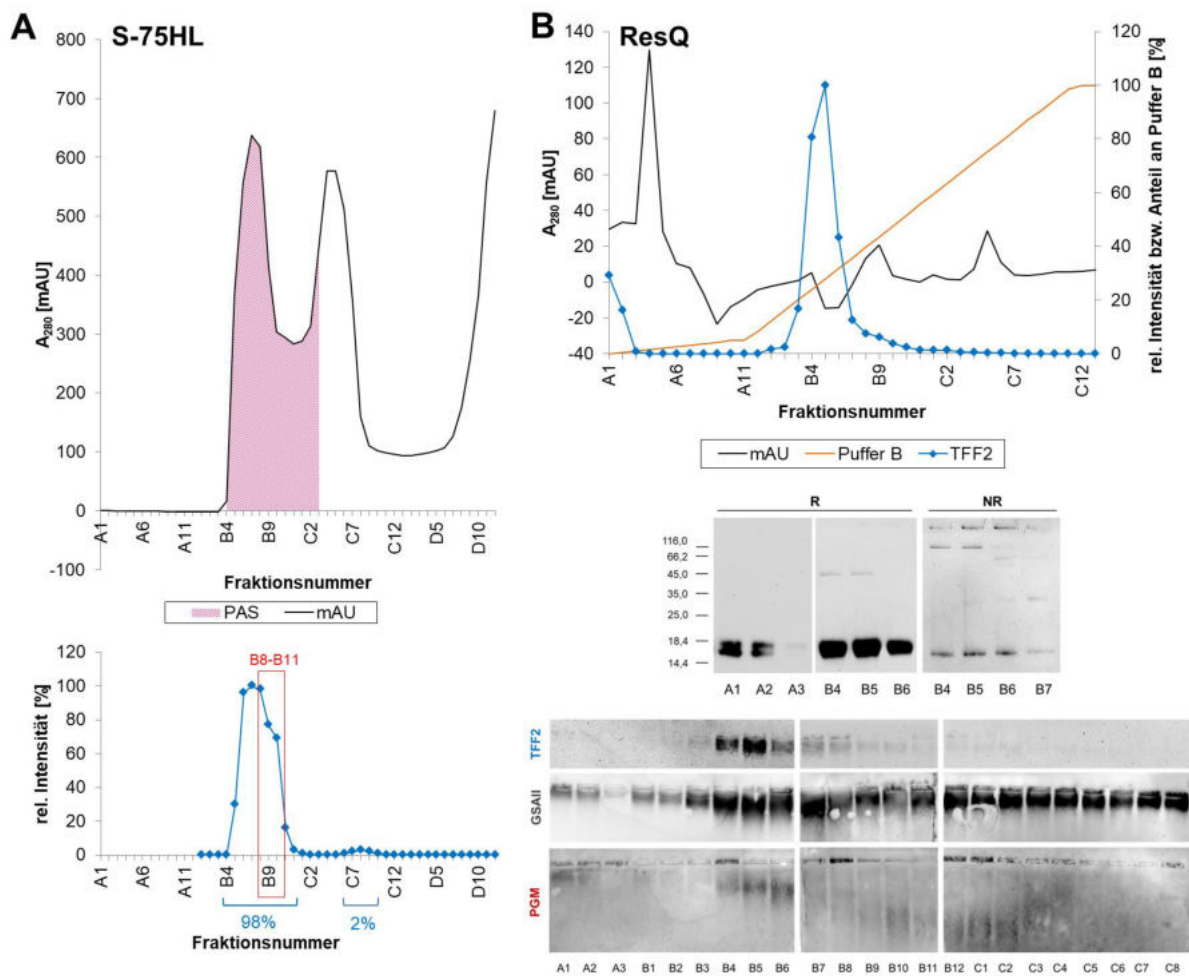 A
S-75HL
800
700
600
500
400
300
200
100
0
-100
A₂₈₀ [mAU]
A1
A6
A11
B4
B9
C2
C7
C12
D5
D10
Fraktionsnummer
PAS
mAU
120
100
80
60
40
20
0
rel. Intensität [%]
B8-B11
A1
A6
A11
B4
B9
C2
C7
C12
D5
D10
98%
2%
Fraktionsnummer
B
ResQ
140
120
100
80
60
40
20
0
-20
-40
A₂₈₀ [mAU]
120
100
80
60
40
20
0
rel. Intensität bzw. Anteil an Puffer B [%]
A1
A6
A11
B4
B9
C2
C7
C12
Fraktionsnummer
mAU
Puffer B
TFF2
R
NR
116,0
66,2
45,0
35,0
25,0
18,4
14,4
A1 A2 A3 B4 B5 B6 B4 B5 B6 B7
TFF2
GSAII
PGM
A1 A2 A3 B1 B2 B3 B4 B5 B6 B7 B8 B9 B10 B11 B12 C1 C2 C3 C4 C5 C6 C7 C8